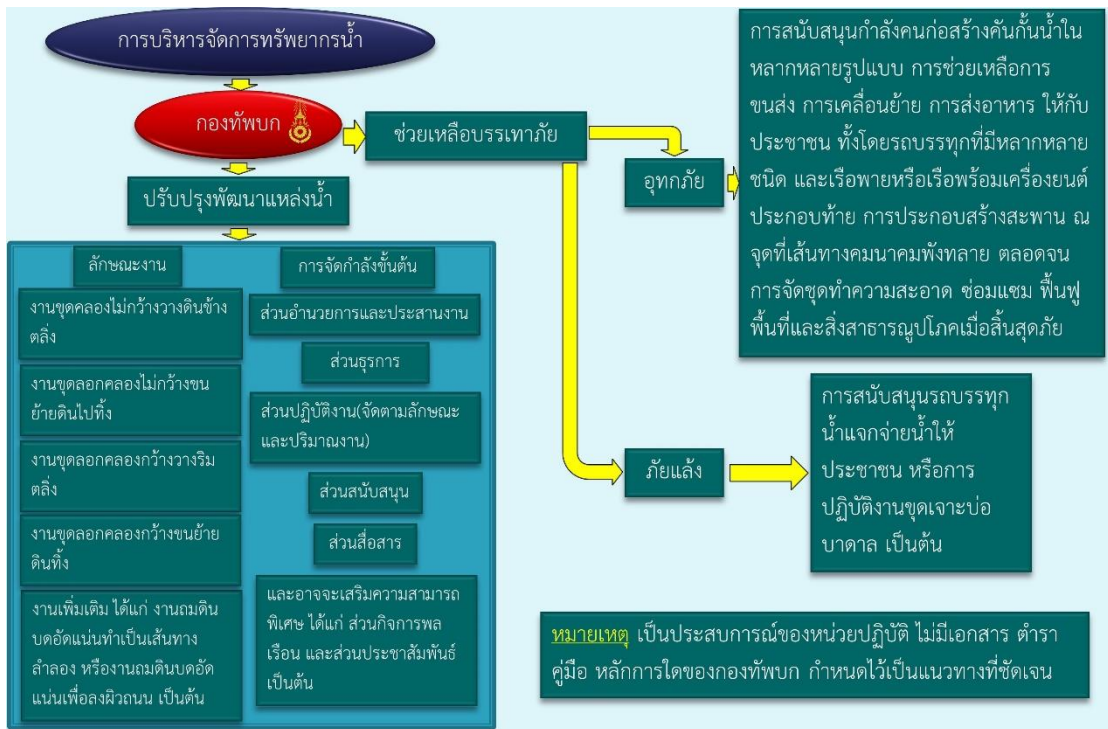 การบริหารจัดการทรัพยากรน้ำ
กองทัพบก
ช่วยเหลือบรรเทาภัย
ปรับปรุงพัฒนาแหล่งน้ำ
ลักษณะงาน
งานขุดคลองไม่กว้างวางดินข้าง
ตลิ่ง
งานขุดลอกคลองไม่กว้างขน
ย้ายดินไปทิ้ง
งานขุดลอกคลองกว้างวางริม
ตลิ่ง
งานขุดลอกคลองกว้างขนย้าย
ดินทิ้ง
งานเพิ่มเติม ได้แก่ งานถมดิน
บดอัดแน่นทำเป็นเส้นทาง
ลำลอง หรืองานถมดินบดอัด
แน่นเพื่อลงผิวถนน เป็นต้น
การจัดกำลังขั้นต้น
ส่วนอำนวยการและประสานงาน
ส่วนธุรการ
ส่วนปฏิบัติงาน(จัดตามลักษณะ
และปริมาณงาน)
ส่วนสนับสนุน
ส่วนสื่อสาร
และอาจจะเสริมความสามารถ
พิเศษ ได้แก่ ส่วนกิจการพล
เรือน และส่วนประชาสัมพันธ์
เป็นต้น
อุทกภัย
การสนับสนุนกำลังคนก่อสร้างคันกั้นน้ำใน
หลากหลายรูปแบบ การช่วยเหลือการ
ขนส่ง การเคลื่อนย้าย การส่งอาหาร ให้กับ
ประชาชน ทั้งโดยรถบรรทุกที่มีหลากหลาย
ชนิด และเรือพายหรือเรือพร้อมเครื่องยนต์
ประกอบท้าย การประกอบสร้างสะพาน ณ
จุดที่เส้นทางคมนาคมพังทลาย ตลอดจน
การจัดชุดทำความสะอาด ซ่อมแซม ฟื้นฟู
พื้นที่และสิ่งสาธารณูปโภคเมื่อสิ้นสุดภัย
ภัยแล้ง
การสนับสนุนรถบรรทุก
น้ำแจกจ่ายน้ำให้
ประชาชน หรือการ
ปฏิบัติงานขุดเจาะบ่อ
บาดาล เป็นต้น
หมายเหตุ เป็นประสบการณ์ของหน่วยปฏิบัติ ไม่มีเอกสาร ตำรา
คู่มือ หลักการใดของกองทัพบก กำหนดไว้เป็นแนวทางที่ชัดเจน